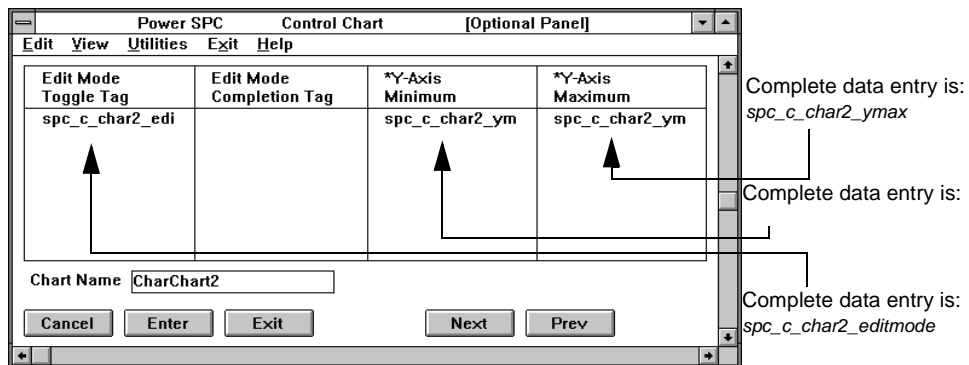 Power SPC Control Chart [Optional Panel]
Edit View Utilities Exit Help
Edit Mode Toggle Tag
Edit Mode Completion Tag
*Y-Axis Minimum
*Y-Axis Maximum
spc_c_char2_edi
spc_c_char2_ym
spc_c_char2_ym
Chart Name CharChart2
Cancel Enter Exit Next Prev
Complete data entry is:
spc_c_char2_ymax
Complete data entry is:
Complete data entry is:
spc_c_char2_editmode